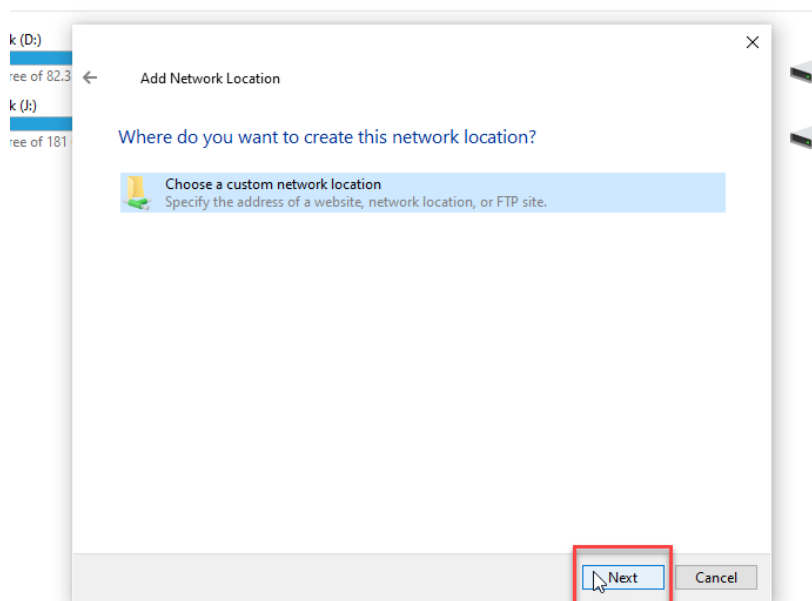 k (D:)
ree of 82.3
k (J:)
ree of 181
Add Network Location
Where do you want to create this network location?
Choose a custom network location
Specify the address of a website, network location, or FTP site.
Next
Cancel